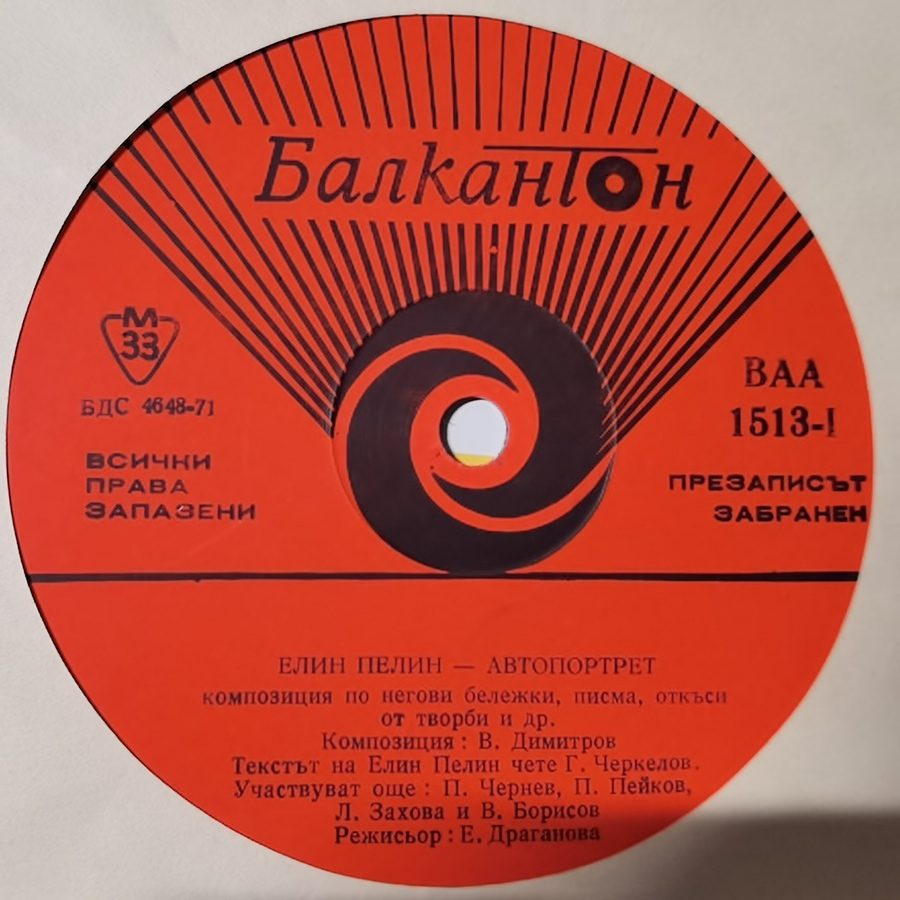 Балкантон
М
33
БДС 4648-71
ВСИЧКИ
ПРАВА
ЗАПАЗЕНИ
ВАА
1513-I
ПРЕЗАПИСЪТ
ЗАБРАНЕН
ЕЛИН ПЕЛИН — АВТОПОРТРЕТ
композиция по негови бележки, писма, откъси
от творби и др.
Композиция : В. Димитров
Текстът на Елин Пелин чете Г. Черкелов.
Участвуват още : П. Чернев, П. Пейков,
Л. Захова и В. Борисов
Режисьор : Е. Драганова